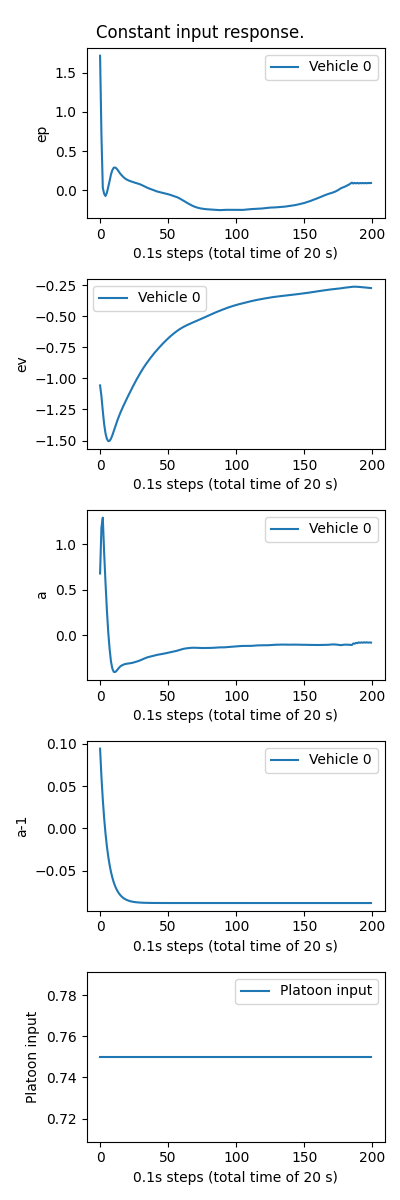 Constant input response.
Vehicle 0
ep
1.5
1.0
0.5
0.0
0 50 100 150 200
0.1s steps (total time of 20 s)
Vehicle 0
ev
−0.25
−0.50
−0.75
−1.00
−1.25
−1.50
0 50 100 150 200
0.1s steps (total time of 20 s)
Vehicle 0
a
1.0
0.5
0.0
0 50 100 150 200
0.1s steps (total time of 20 s)
Vehicle 0
a-1
0.10
0.05
0.00
−0.05
0 50 100 150 200
0.1s steps (total time of 20 s)
Platoon input
Platoon input
0.78
0.76
0.74
0.72
0 50 100 150 200
0.1s steps (total time of 20 s)